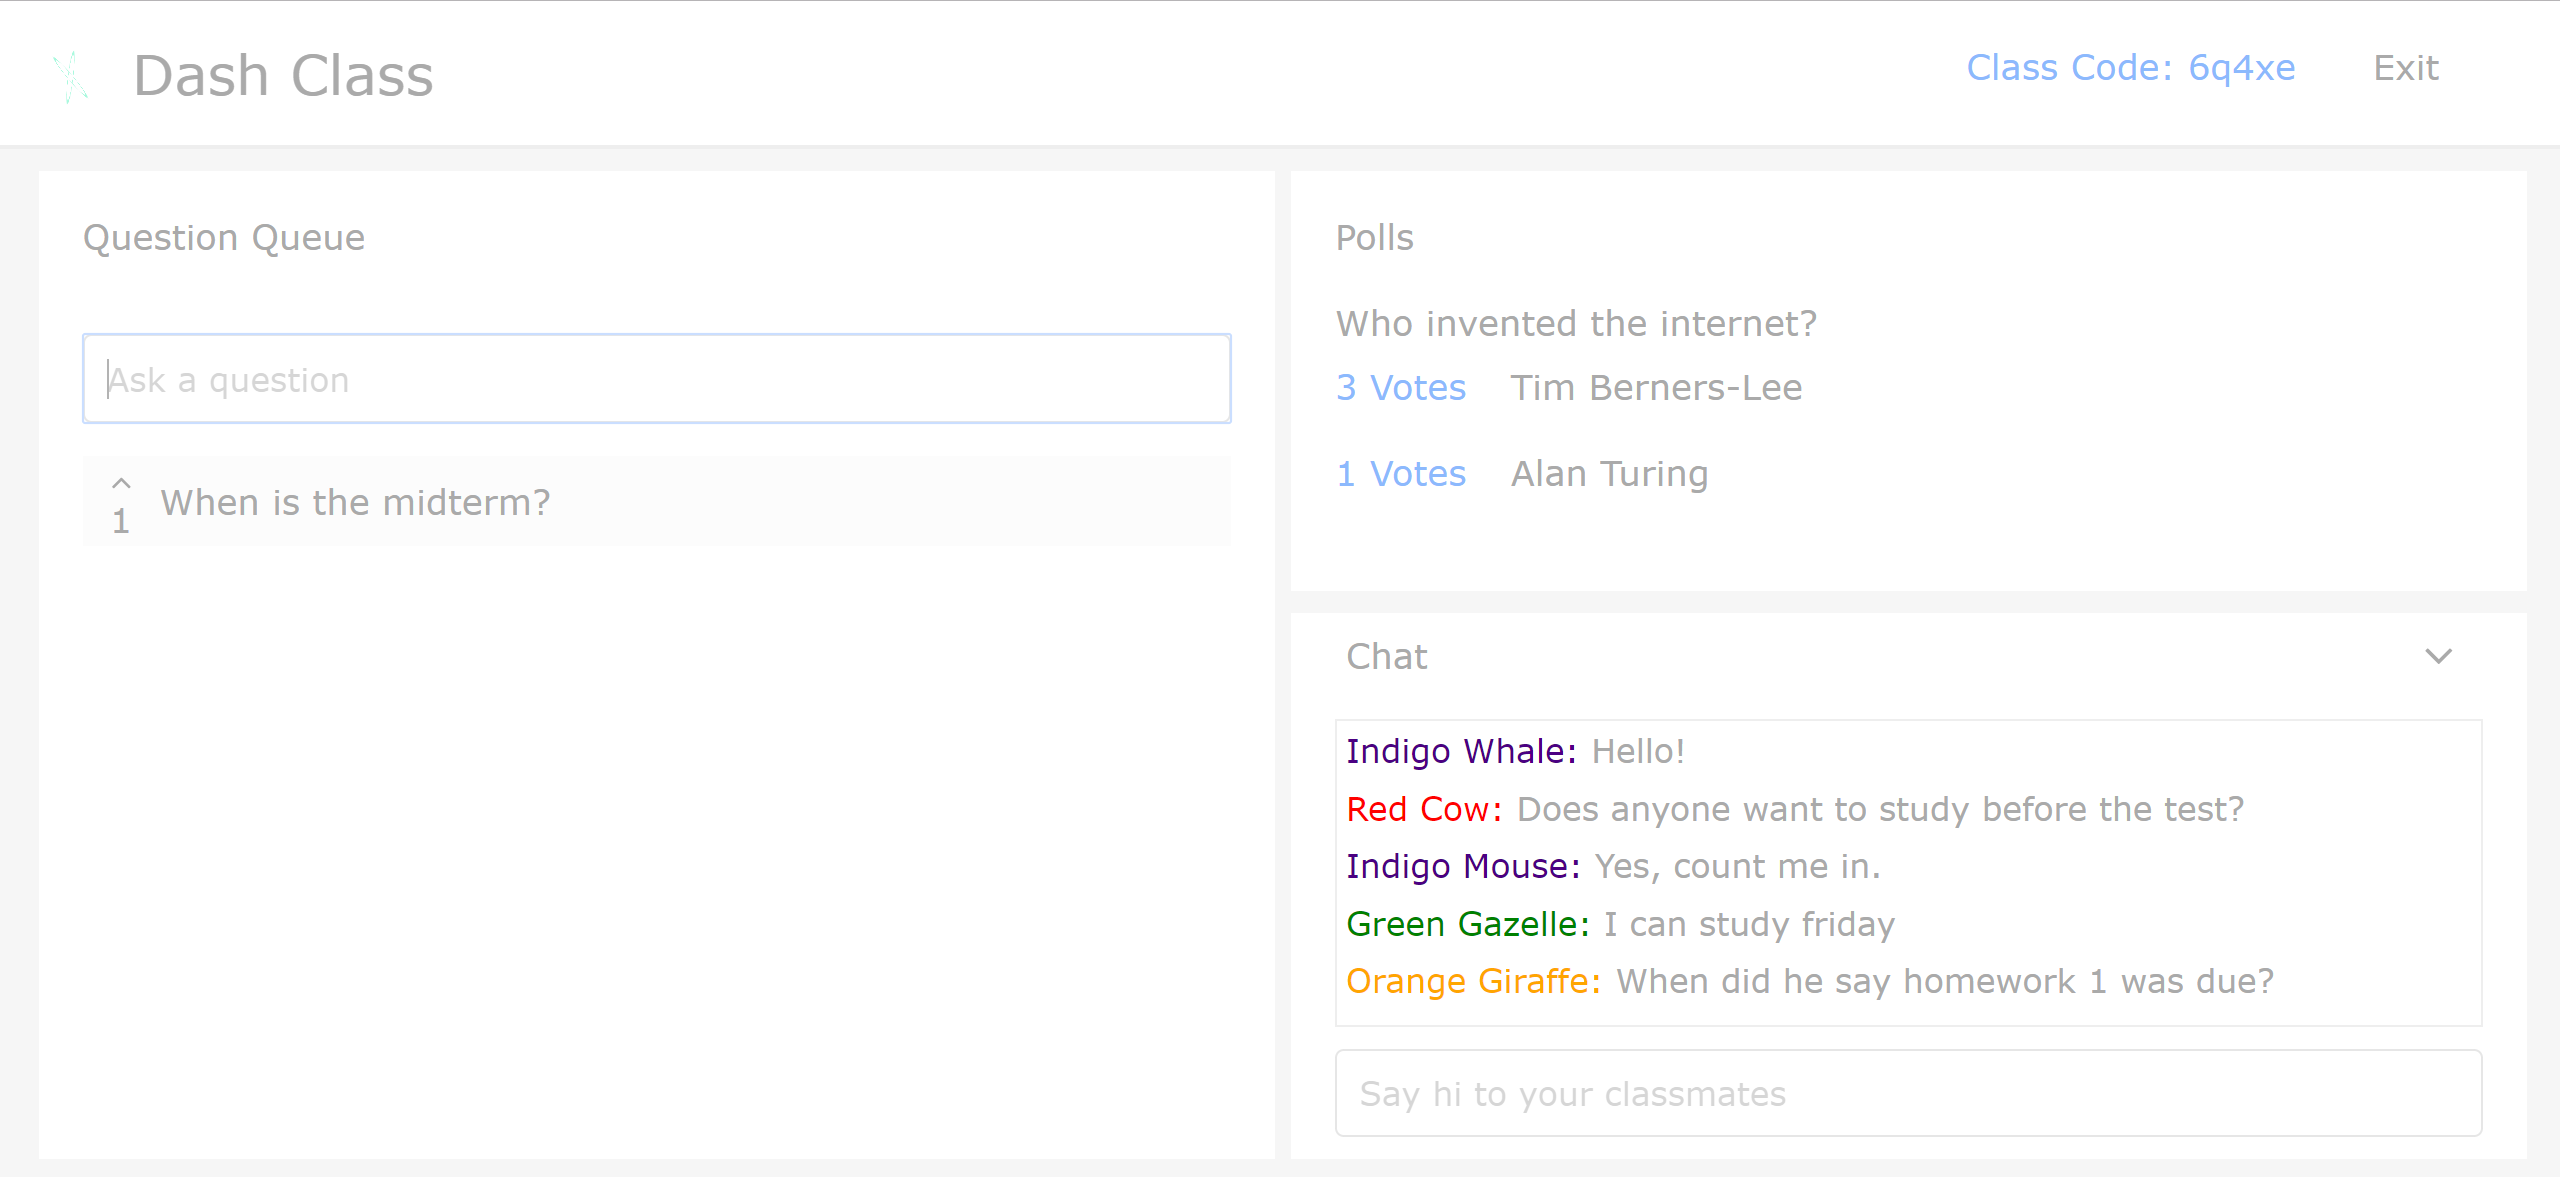 Dash Class
Class Code: 6q4xe
Exit
Question Queue
Ask a question
1
When is the midterm?
Polls
Who invented the internet?
3 Votes Tim Berners-Lee
1 Votes Alan Turing
Chat
Indigo Whale: Hello!
Red Cow: Does anyone want to study before the test?
Indigo Mouse: Yes, count me in.
Green Gazelle: I can study friday
Orange Giraffe: When did he say homework 1 was due?
Say hi to your classmates